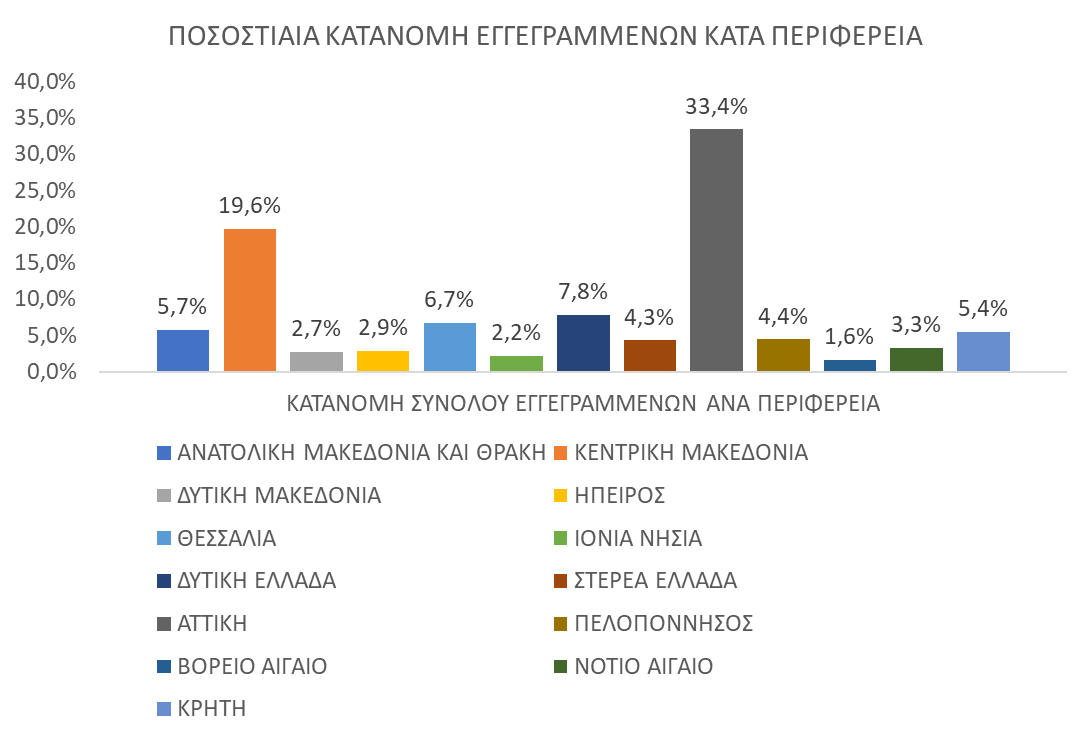 ΠΟΣΟΣΤΙΑΙΑ ΚΑΤΑΝΟΜΗ ΕΓΓΕΓΡΑΜΜΕΝΩΝ ΚΑΤΑ ΠΕΡΙΦΕΡΕΙΑ
40,0%
35,0%
30,0%
25,0%
20,0%
15,0%
10,0%
5,0%
0,0%
5,7%
19,6%
2,7%
2,9%
6,7%
2,2%
7,8%
4,3%
33,4%
4,4%
1,6%
3,3%
5,4%
ΚΑΤΑΝΟΜΗ ΣΥΝΟΛΟΥ ΕΓΓΕΓΡΑΜΜΕΝΩΝ ΑΝΑ ΠΕΡΙΦΕΡΕΙΑ
ΑΝΑΤΟΛΙΚΗ ΜΑΚΕΔΟΝΙΑ ΚΑΙ ΘΡΑΚΗ
ΚΕΝΤΡΙΚΗ ΜΑΚΕΔΟΝΙΑ
ΔΥΤΙΚΗ ΜΑΚΕΔΟΝΙΑ
ΗΠΕΙΡΟΣ
ΘΕΣΣΑΛΙΑ
ΙΟΝΙΑ ΝΗΣΙΑ
ΔΥΤΙΚΗ ΕΛΛΑΔΑ
ΣΤΕΡΕΑ ΕΛΛΑΔΑ
ΑΤΤΙΚΗ
ΠΕΛΟΠΟΝΝΗΣΟΣ
ΒΟΡΕΙΟ ΑΙΓΑΙΟ
ΝΟΤΙΟ ΑΙΓΑΙΟ
ΚΡΗΤΗ